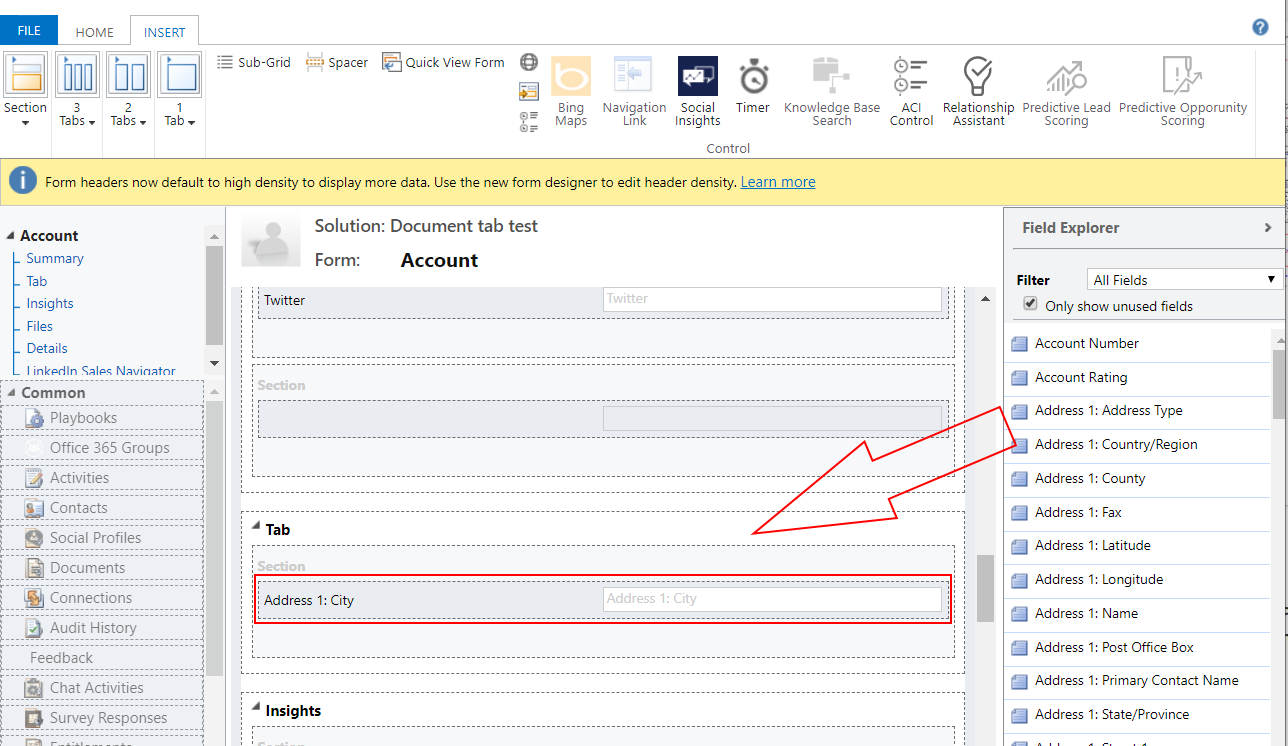 FILE
HOME
INSERT
Section
3
Tabs
2
Tabs
1
Tab
Sub-Grid
Spacer
Quick View Form
Bing
Maps
Navigation
Link
Social
Insights
Timer
Knowledge Base
Search
ACI
Control
Relationship
Assistant
Predictive Lead
Scoring
Predictive Opporunity
Scoring
Control
Form headers now default to high density to display more data. Use the new form designer to edit header density. Learn more
Account
Summary
Tab
Insights
Files
Details
LinkedIn Sales Navigator
Common
Playbooks
Office 365 Groups
Activities
Contacts
Social Profiles
Documents
Connections
Audit History
Feedback
Chat Activities
Survey Responses
Entitlements
Solution: Document tab test
Form: Account
Twitter Twitter
Section
Tab
Section
Address 1: City Address 1: City
Insights
Section
Field Explorer
Filter All Fields
Only show unused fields
Account Number
Account Rating
Address 1: Address Type
Address 1: Country/Region
Address 1: County
Address 1: Fax
Address 1: Latitude
Address 1: Longitude
Address 1: Name
Address 1: Post Office Box
Address 1: Primary Contact Name
Address 1: State/Province
Address 1: Street 1